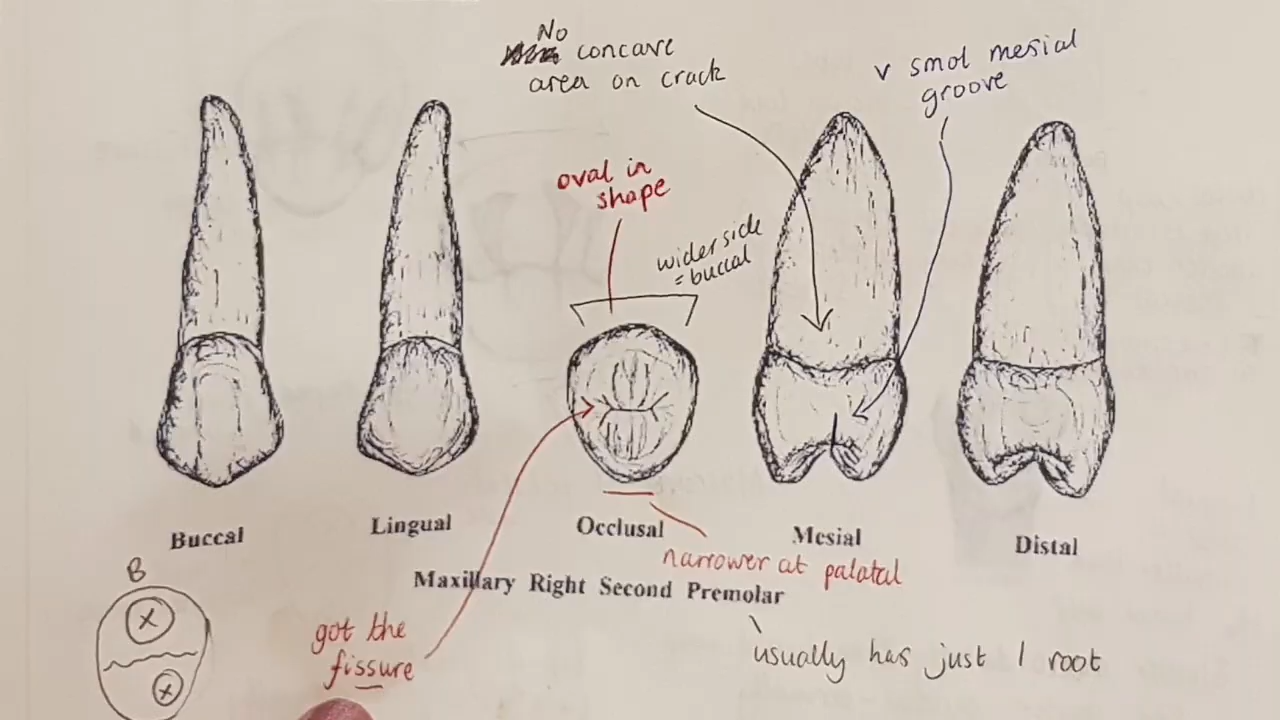 No
concave
area on crack
v smol mesial
groove
oval in
shape
wider side
= buccal
Buccal
Lingual
Occlusal
Mesial
Distal
narrower at palatal
Maxillary Right Second Premolar
B
X
X
got the
fissure
usually has just 1 root